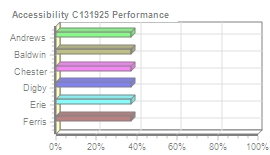 Accessibility C131925 Performance
Andrews
Baldwin
Chester
Digby
Erie
Ferris
0% 20% 40% 60% 80% 100%